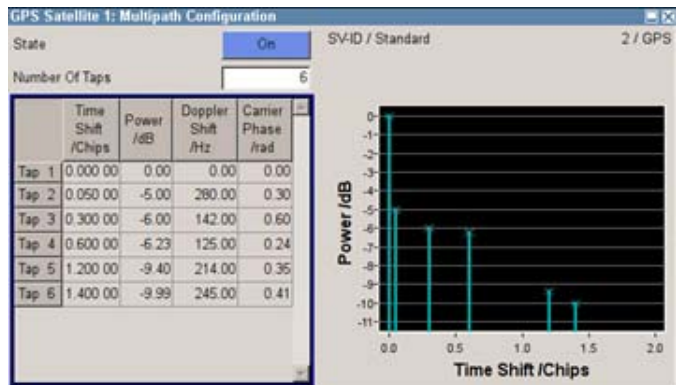 GPS Satellite 1: Multipath Configuration
State On
Number Of Taps 6
SV-ID / Standard 2 / GPS
Time Shift /Chips Power /dB Doppler Shift /Hz Carrier Phase /rad
Tap 1 0.000 00 0.00 0.00 0.00
Tap 2 0.050 00 -5.00 280.00 0.30
Tap 3 0.300 00 -6.00 142.00 0.60
Tap 4 0.600 00 -6.23 125.00 0.24
Tap 5 1.200 00 -9.40 214.00 0.35
Tap 6 1.400 00 -9.99 245.00 0.41
Power /dB
0
-1
-2
-3
-4
-5
-6
-7
-8
-9
-10
-11
0.0 0.5 1.0 1.5 2.0
Time Shift /Chips